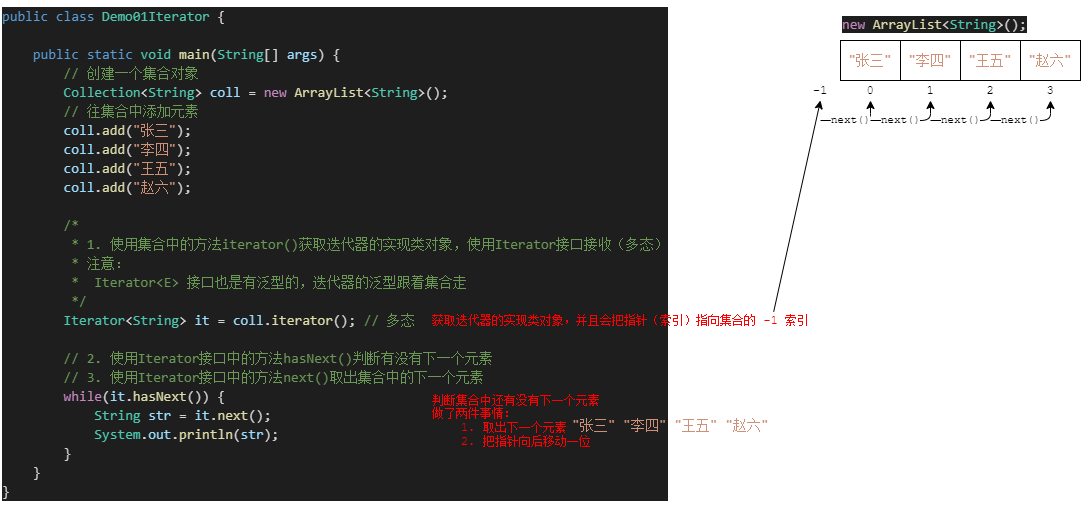 public class Demo01Iterator {
public static void main(String[] args) {
// 创建一个集合对象
Collection<String> coll = new ArrayList<String>();
// 往集合中添加元素
coll.add("张三");
coll.add("李四");
coll.add("王五");
coll.add("赵六");
/*
* 1. 使用集合中的方法iterator()获取迭代器的实现类对象，使用Iterator接口接收（多态）
* 注意：
* Iterator<E> 接口也是有泛型的，迭代器的泛型跟着集合走
*/
Iterator<String> it = coll.iterator(); // 多态 获取迭代器的实现类对象，并且会把指针（索引）指向集合的 -1 索引
// 2. 使用Iterator接口中的方法hasNext()判断有没有下一个元素
// 3. 使用Iterator接口中的方法next()取出集合中的下一个元素
while(it.hasNext()) {
判断集合中还有没有下一个元素
String str = it.next();
做了两件事情：
1. 取出下一个元素 "张三" "李四" "王五" "赵六"
System.out.println(str);
2. 把指针向后移动一位
}
}
}
new ArrayList<String>();
"张三" "李四" "王五" "赵六"
-1 0 1 2 3
next() next() next() next()